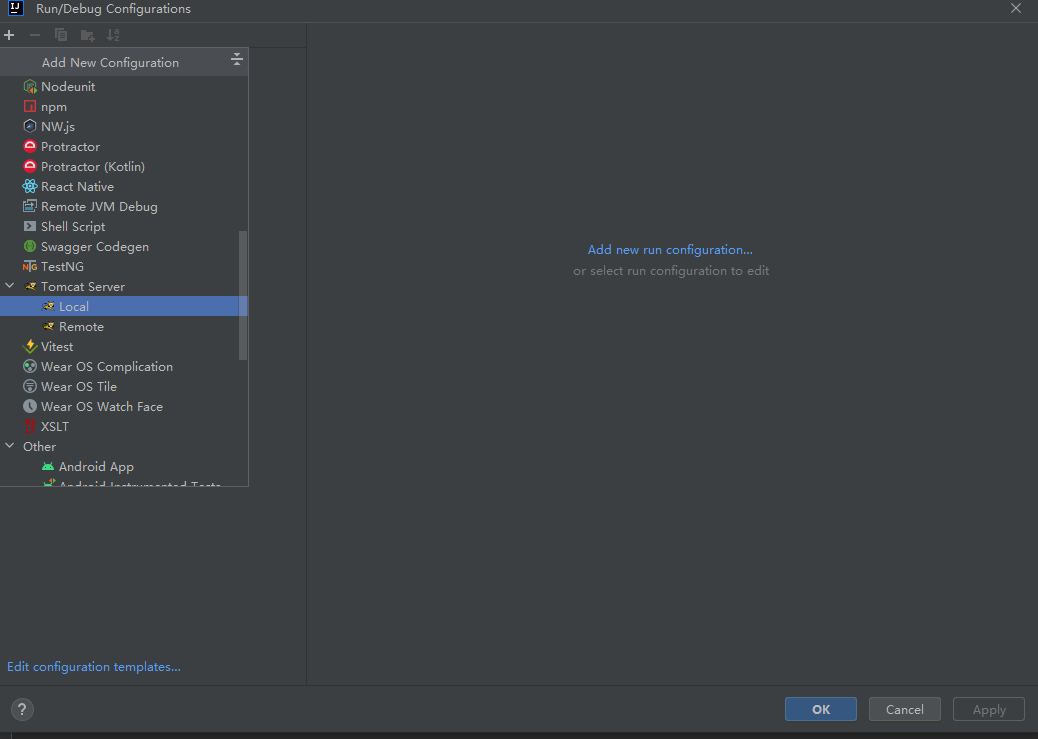 Run/Debug Configurations
Add New Configuration
Nodeunit
npm
NW.js
Protractor
Protractor (Kotlin)
React Native
Remote JVM Debug
Shell Script
Swagger Codegen
TestNG
Tomcat Server
Local
Remote
Vitest
Wear OS Complication
Wear OS Tile
Wear OS Watch Face
XSLT
Other
Android App
Android Instrumented Tests
Add new run configuration...
or select run configuration to edit
Edit configuration templates...
?
OK
Cancel
Apply